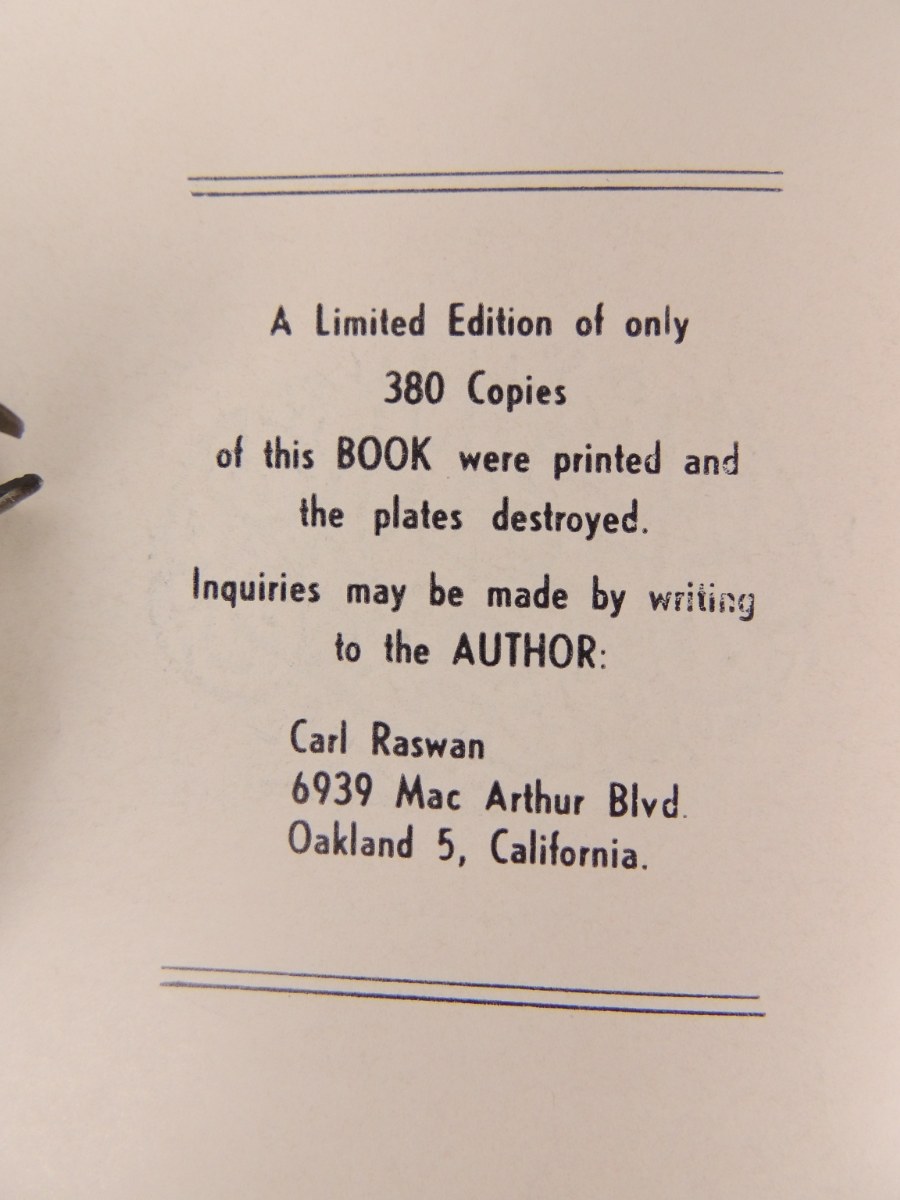 A Limited Edition of only
380 Copies
of this BOOK were printed and
the plates destroyed.
Inquiries may be made by writing
to the AUTHOR:
Carl Raswan
6939 Mac Arthur Blvd.
Oakland 5, California.